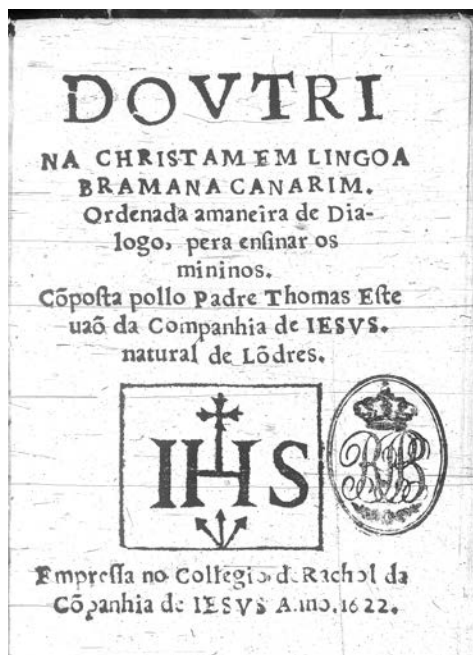 DOVTRI
NA CHRISTAM EM LINGOA
BRAMANA CANARIM.
Ordenada amaneira de Dia-
logo, pera enſinar os
mininos.
Cõpoſta pollo Padre Thomas Eſte
uaõ da Companhia de IESVS.
natural de Lõdres.
IHS
Empreſſa no Collegio de Rachol da
Cõpanhia de IESVS Anno. 1622.